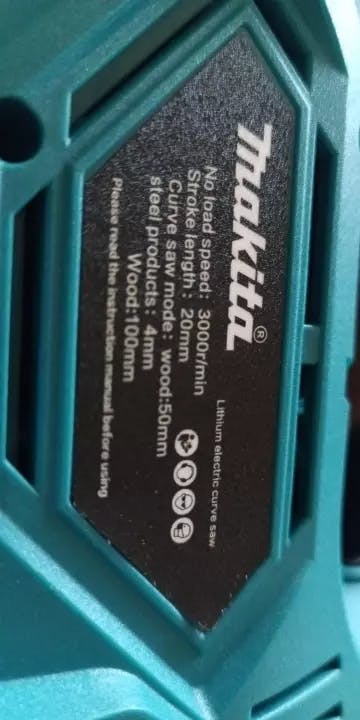 makita®
Lithium electric curve saw
No load speed: 3000r/min
Stroke length: 20mm
Curve saw mode: wood:50mm
steel products: 4mm
Wood:100mm
Please read the instruction manual before using